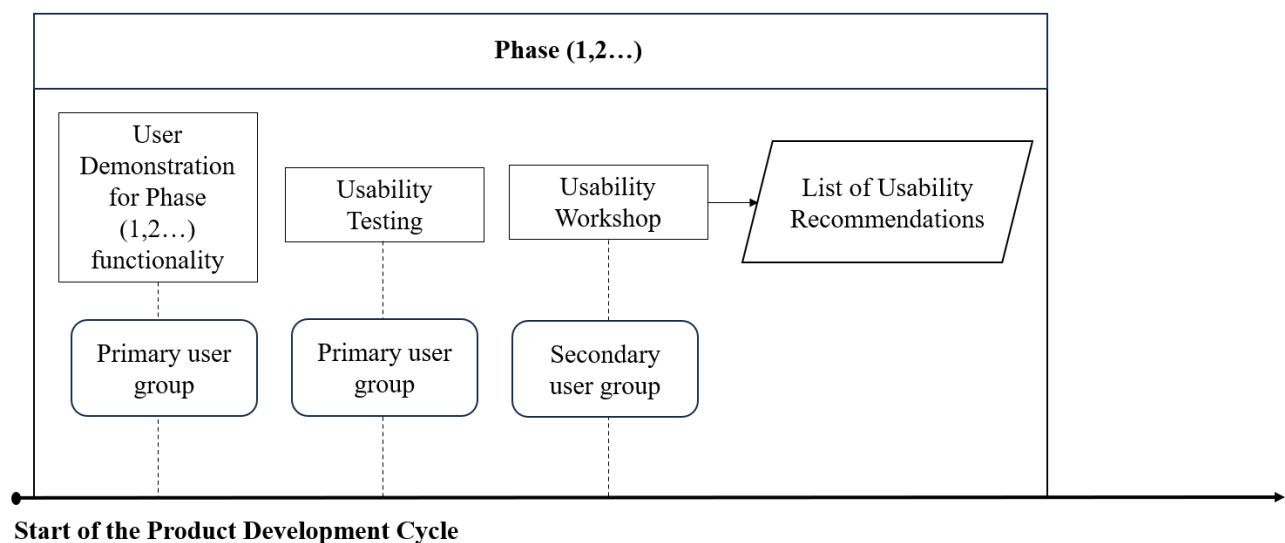 Phase (1,2…)
User
Demonstration
for Phase
(1,2…)
functionality
Usability
Testing
Usability
Workshop
List of Usability
Recommendations
Primary user
group
Primary user
group
Secondary
user group
Start of the Product Development Cycle